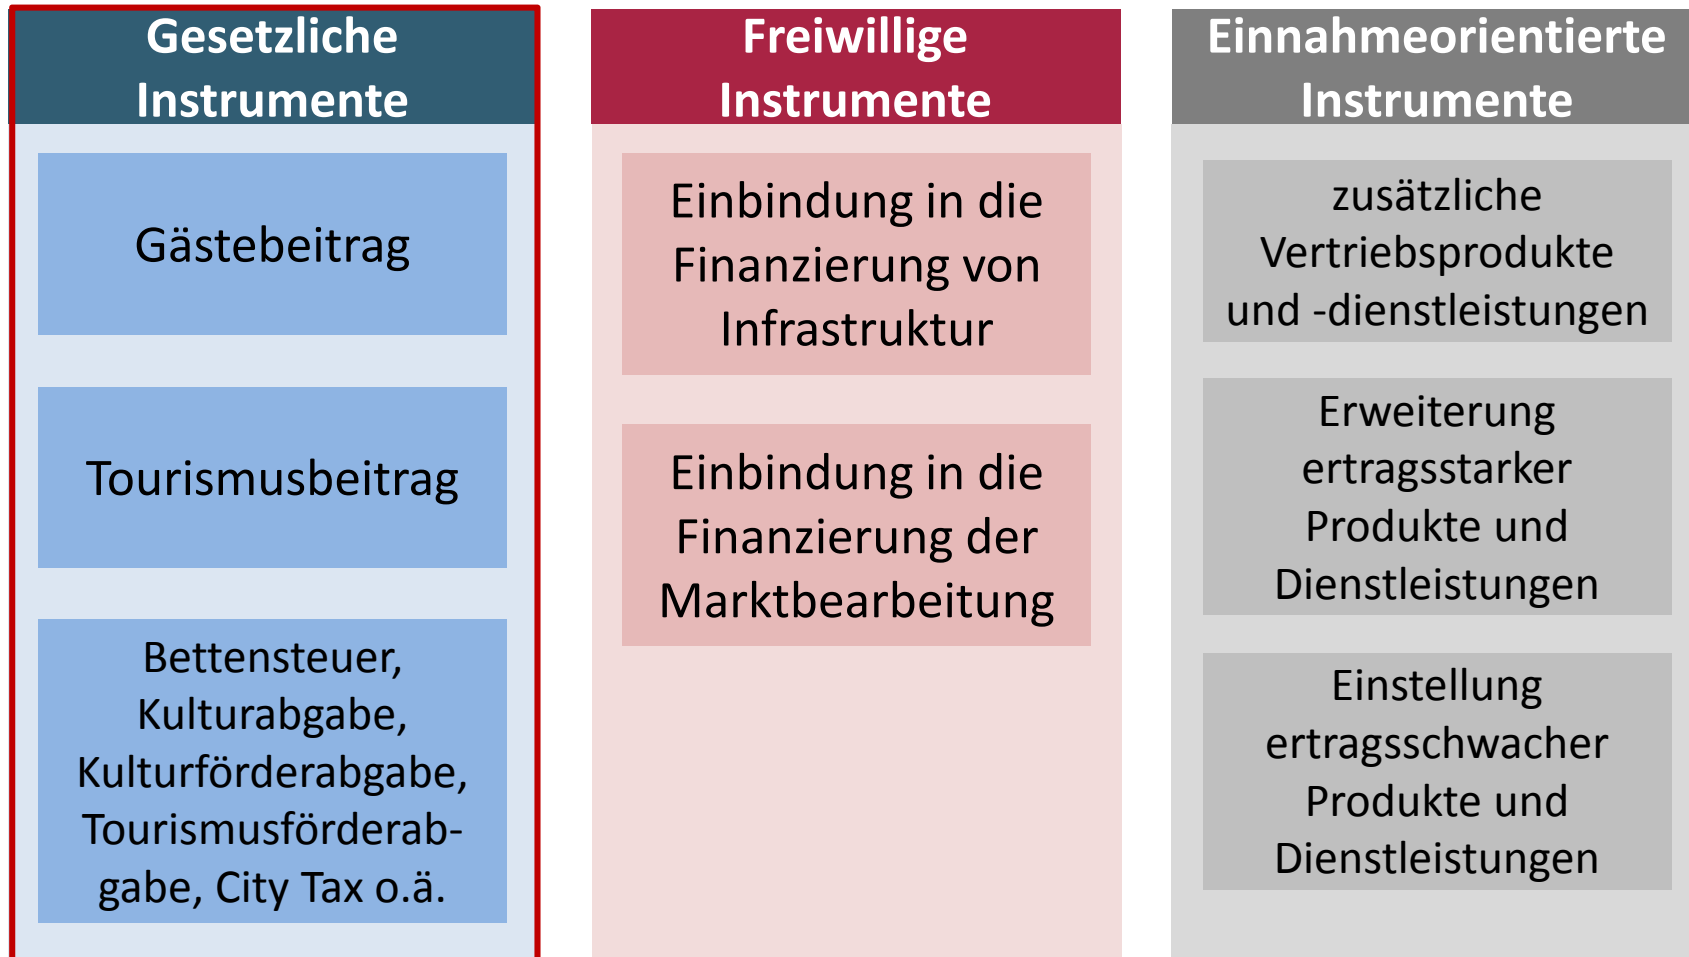 Gesetzliche
Instrumente
Gästebeitrag
Tourismusbeitrag
Bettensteuer,
Kulturabgabe,
Kulturförderabgabe,
Tourismusförderab-
gabe, City Tax o.ä.
Freiwillige
Instrumente
Einbindung in die
Finanzierung von
Infrastruktur
Einbindung in die
Finanzierung der
Marktbearbeitung
Einnahmeorientierte
Instrumente
zusätzliche
Vertriebsprodukte
und -dienstleistungen
Erweiterung
ertragsstarker
Produkte und
Dienstleistungen
Einstellung
ertragsschwacher
Produkte und
Dienstleistungen